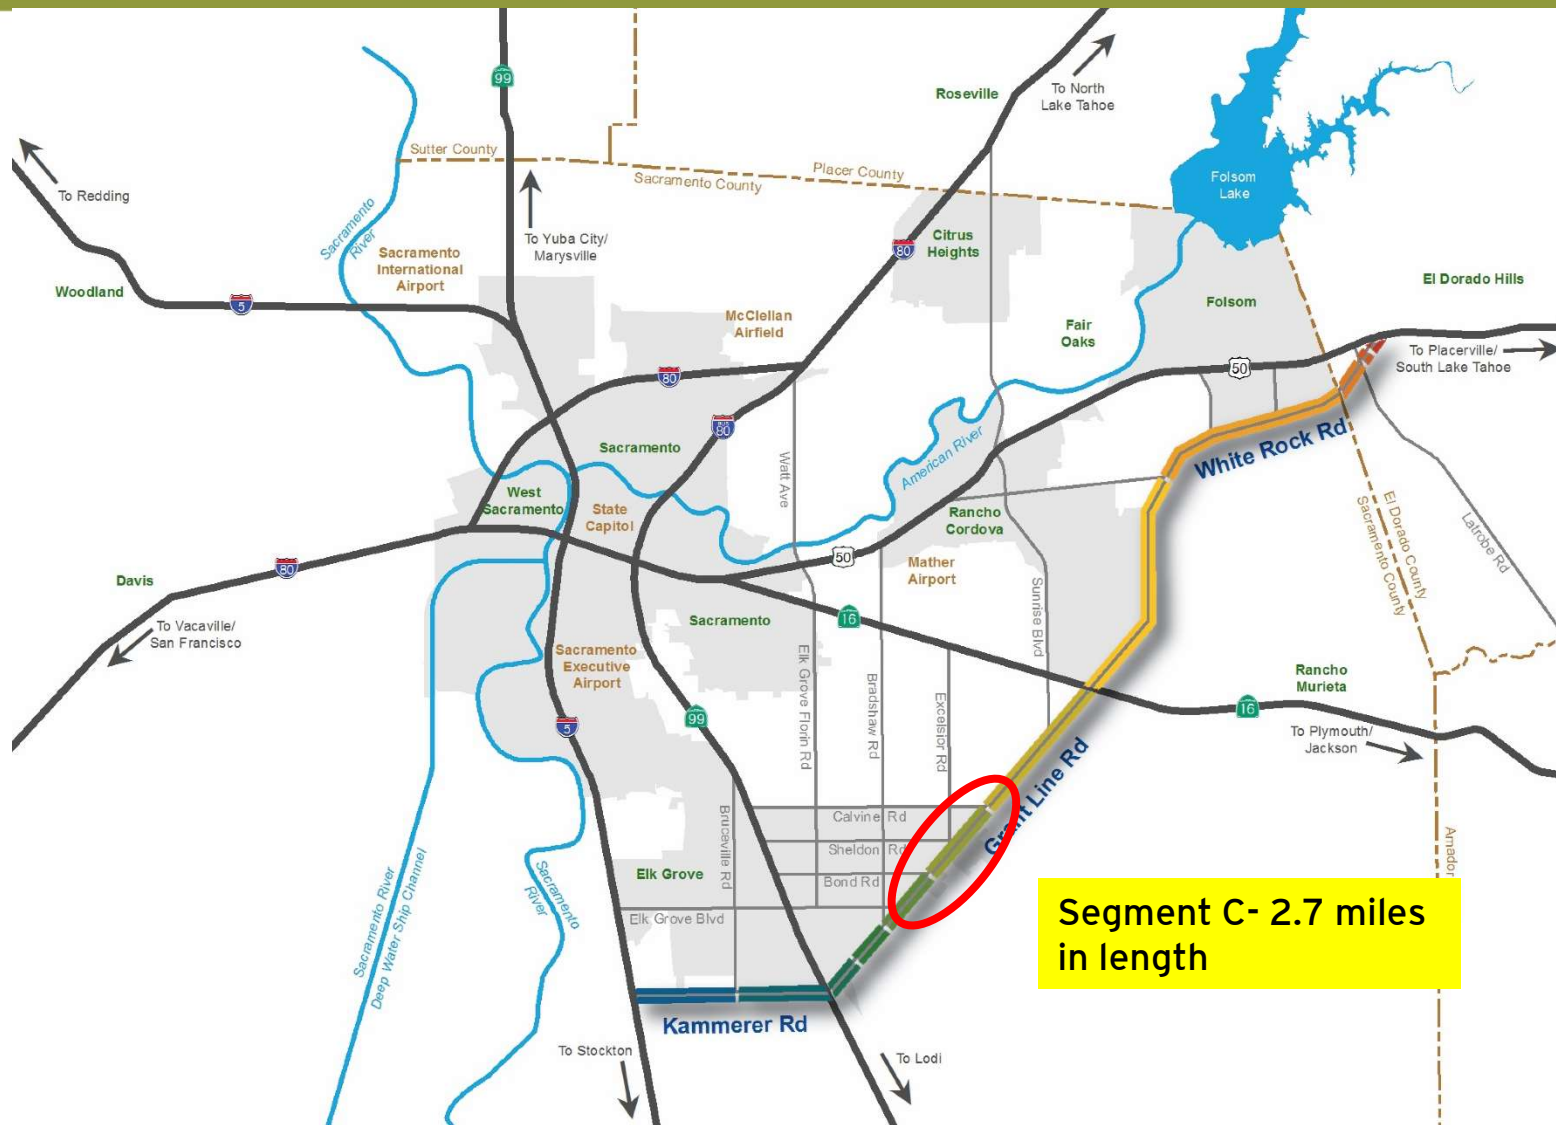 99
Roseville
To North
Lake Tahoe
Sutter County
Placer County
Sacramento County
Folsom
Lake
To Redding
Sacramento
River
To Yuba City/
Marysville
Sacramento
International
Airport
80
Citrus
Heights
Woodland
5
El Dorado Hills
Folsom
McClellan
Airfield
Fair
Oaks
To Placerville/
South Lake Tahoe
80
50
80
White Rock Rd
Sacramento
American River
Watt Ave
West
Sacramento
State
Capitol
Rancho
Cordova
El Dorado County
Sacramento County
Latrobe Rd
50
Mather
Airport
80
Davis
Sunrise Blvd
16
To Vacaville/
San Francisco
Sacramento
Sacramento
Executive
Airport
Elk Grove Florin Rd
Bradshaw Rd
Excelsior Rd
Rancho
Murieta
16
99
5
To Plymouth/
Jackson
Grant Line Rd
Calvine Rd
Sheldon Rd
Bond Rd
Bruceville Rd
Elk Grove
Elk Grove Blvd
Amador
Sacramento River
Deep Water Ship Channel
Sacramento
River
Segment C- 2.7 miles
in length
Kammerer Rd
To Stockton
To Lodi